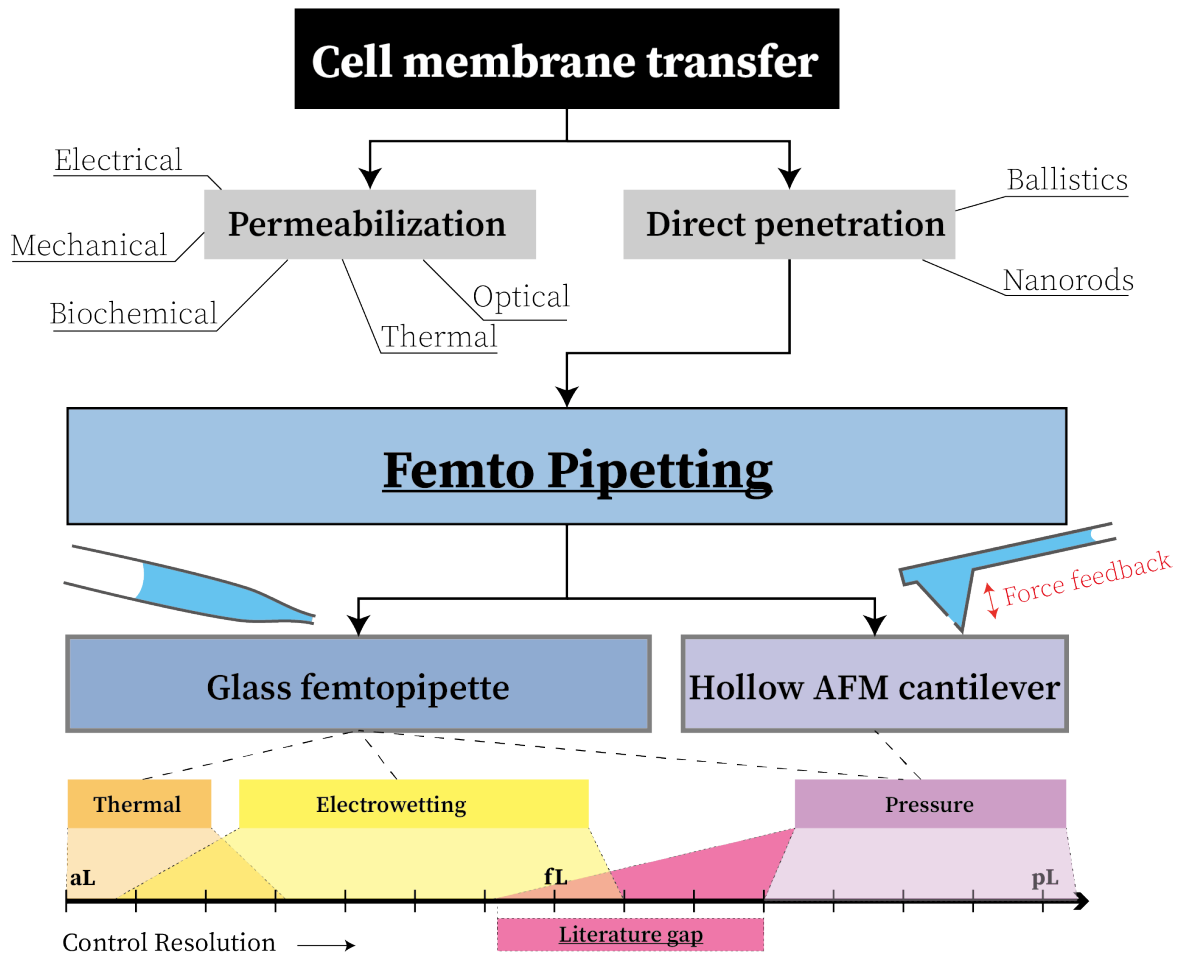 Cell membrane transfer
Electrical
Ballistics
Permeabilization
Direct penetration
Mechanical
Nanorods
Optical
Biochemical
Thermal
Femto Pipetting
Force feedback
Glass femtopipette
Hollow AFM cantilever
Thermal
Electrowetting
Pressure
aL
fL
pL
Literature gap
Control Resolution